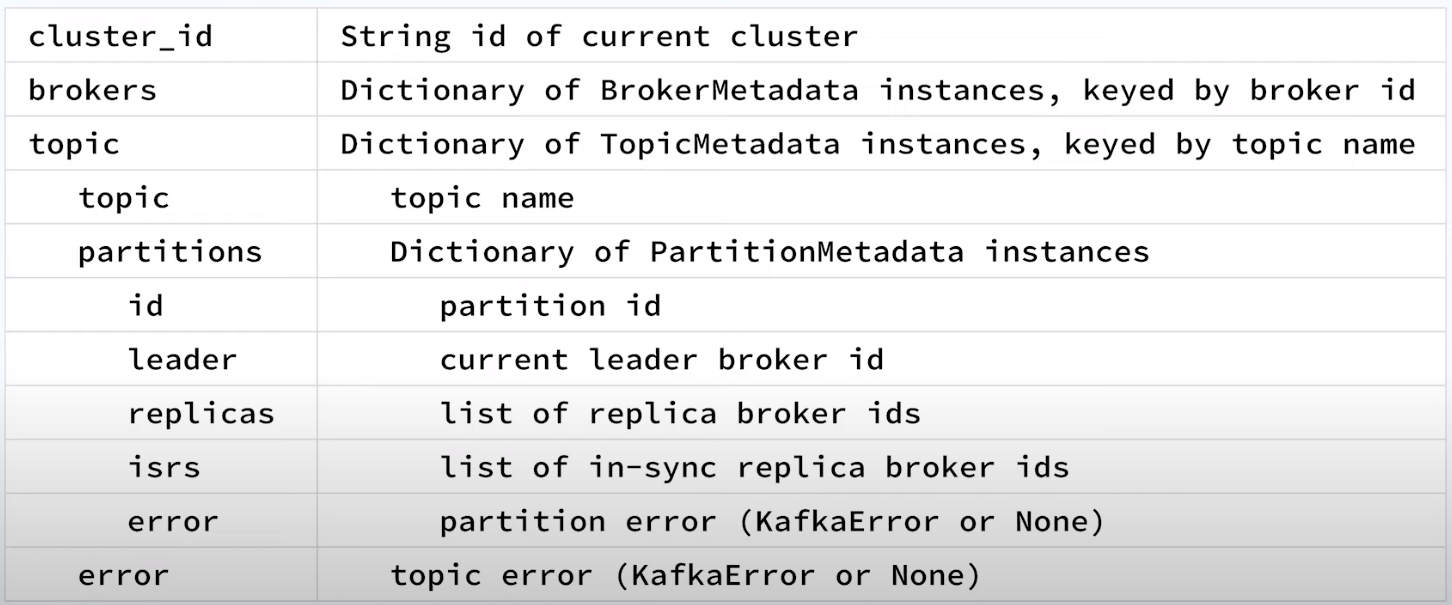 cluster_id String id of current cluster
brokers Dictionary of BrokerMetadata instances, keyed by broker id
topic Dictionary of TopicMetadata instances, keyed by topic name
topic topic name
partitions Dictionary of PartitionMetadata instances
id partition id
leader current leader broker id
replicas list of replica broker ids
isrs list of in-sync replica broker ids
error partition error (KafkaError or None)
error topic error (KafkaError or None)